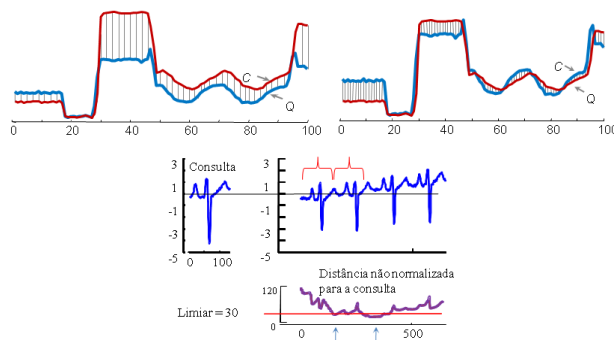 C
Q
0 20 40 60 80 100
C
Q
0 20 40 60 80 100
3
Consulta
1
-1
-3
-5
0 100
3
1
-1
-3
-5
Distância não normalizada
para a consulta
120
Limiar = 30
0
0 500